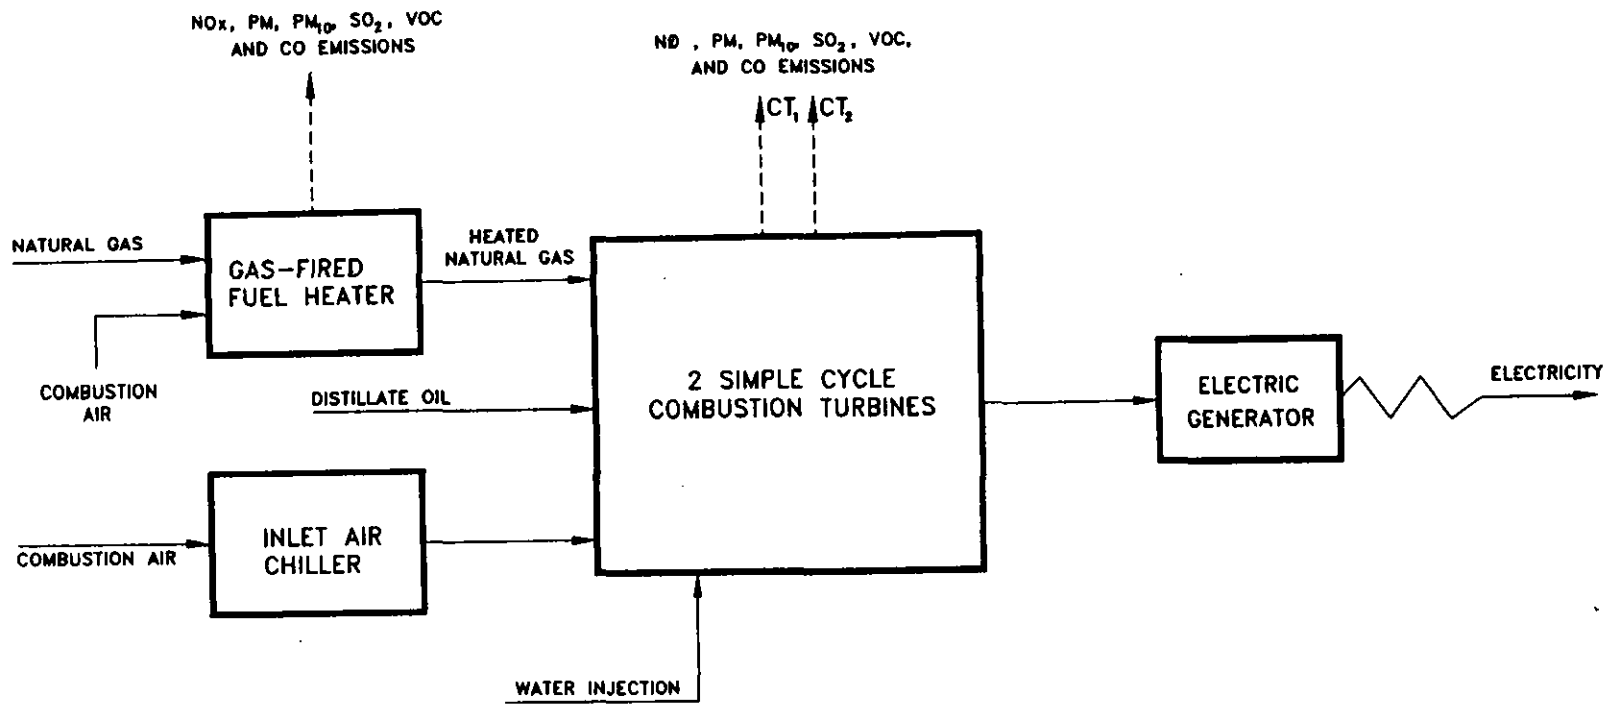 NOx, PM, PM₁₀, SO₂, VOC
AND CO EMISSIONS
NO , PM, PM₁₀, SO₂, VOC,
AND CO EMISSIONS
CT₁ CT₂
NATURAL GAS
GAS-FIRED
FUEL HEATER
HEATED
NATURAL GAS
COMBUSTION
AIR
DISTILLATE OIL
2 SIMPLE CYCLE
COMBUSTION TURBINES
ELECTRIC
GENERATOR
ELECTRICITY
COMBUSTION AIR
INLET AIR
CHILLER
WATER INJECTION